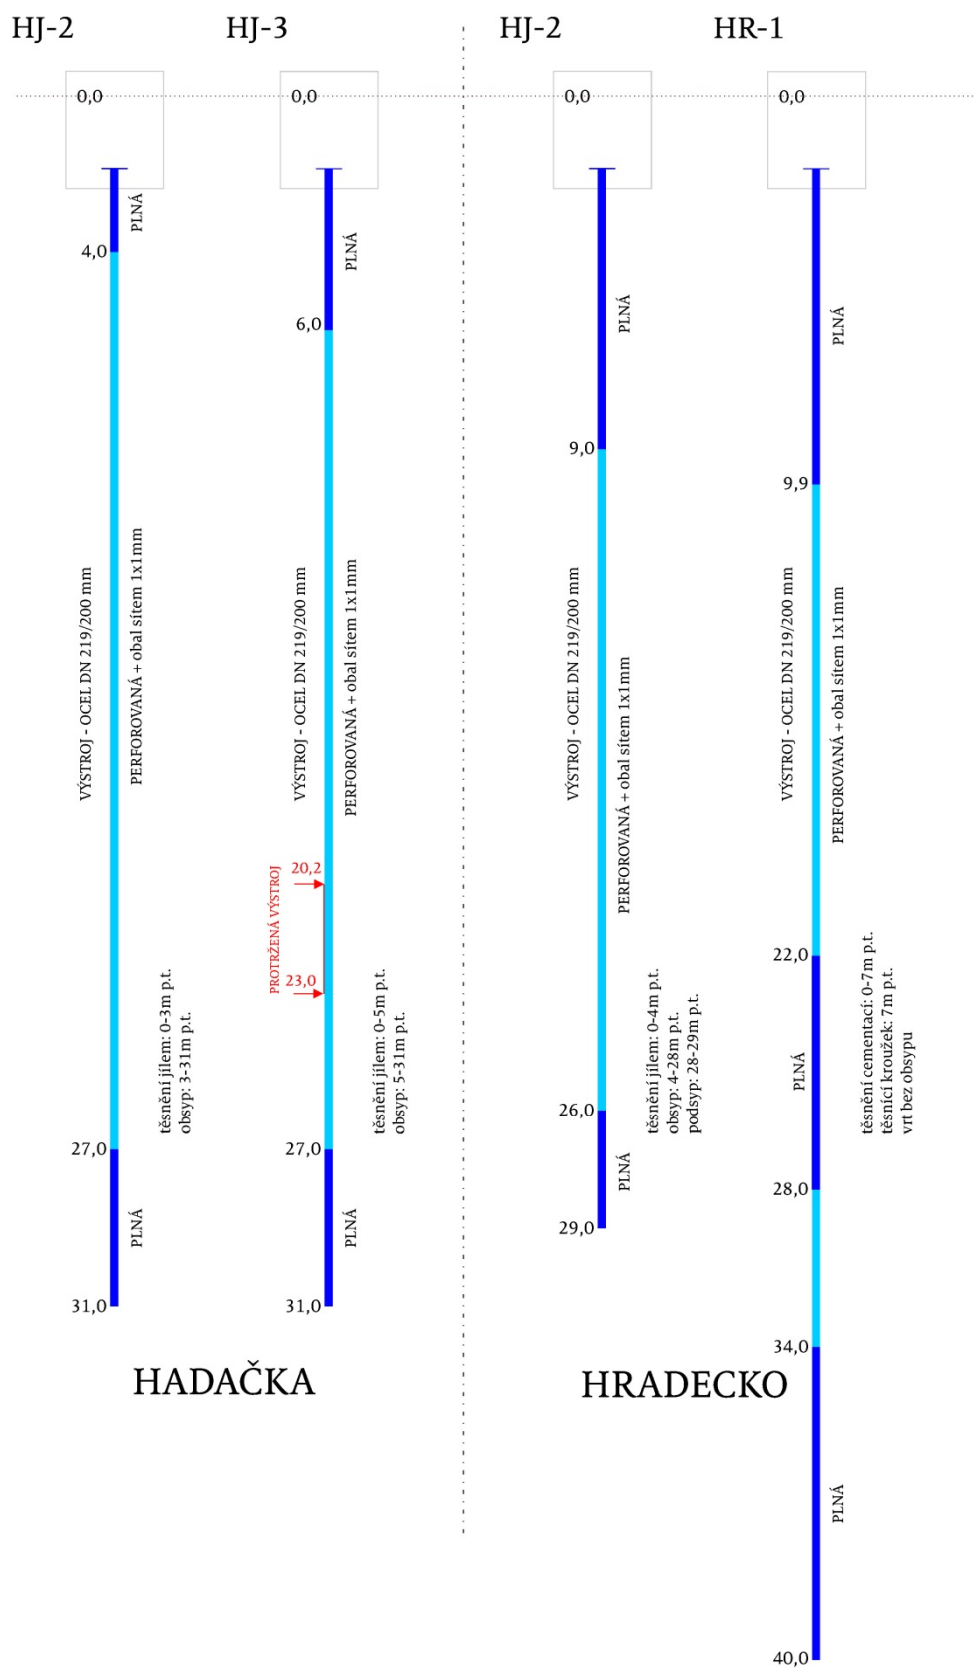 HJ-2
HJ-3
HJ-2
HR-1
0,0
0,0
0,0
0,0
PLNÁ
4,0
VÝSTROJ - OCEL DN 219/200 mm
PERFOROVANÁ + obal sítem 1x1mm
těsnění jílem: 0-3m p.t.
obsyp: 3-31m p.t.
27,0
PLNÁ
31,0
PLNÁ
6,0
VÝSTROJ - OCEL DN 219/200 mm
PERFOROVANÁ + obal sítem 1x1mm
PROTRŽENÁ VÝSTROJ
20,2
23,0
těsnění jílem: 0-5m p.t.
obsyp: 5-31m p.t.
27,0
PLNÁ
31,0
HADAČKA
PLNÁ
9,0
VÝSTROJ - OCEL DN 219/200 mm
PERFOROVANÁ + obal sítem 1x1mm
těsnění jílem: 0-4m p.t.
obsyp: 4-28m p.t.
podsyp: 28-29m p.t.
26,0
PLNÁ
29,0
PLNÁ
9,9
VÝSTROJ - OCEL DN 219/200 mm
PERFOROVANÁ + obal sítem 1x1mm
22,0
těsnění cementací: 0-7m p.t.
těsnící kroužek: 7m p.t.
vrt bez obsypu
PLNÁ
28,0
34,0
HRADECKO
PLNÁ
40,0